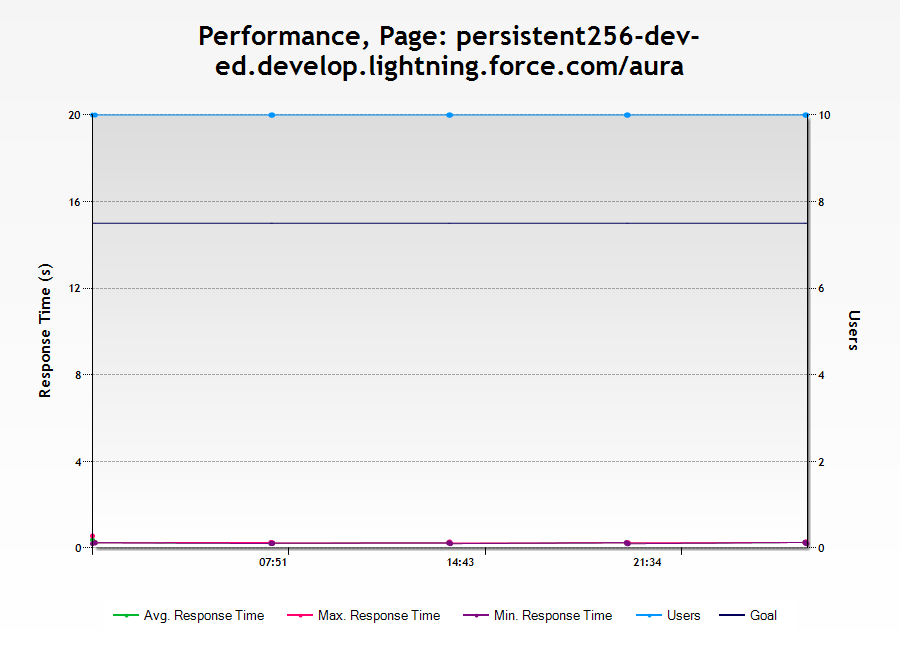 Performance, Page: persistent256-dev-
ed.develop.lightning.force.com/aura
20
16
12
8
4
0
Response Time (s)
10
8
6
4
2
0
Users
07:51
14:43
21:34
Avg. Response Time
Max. Response Time
Min. Response Time
Users
Goal